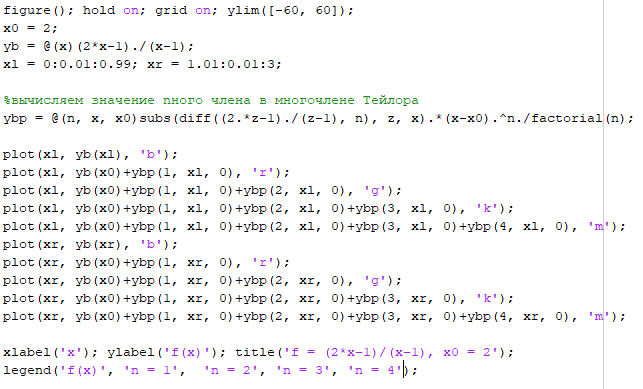 figure(); hold on; grid on; ylim([-60, 60]);
x0 = 2;
yb = @(x)(2*x-1)./(x-1);
xl = 0:0.01:0.99; xr = 1.01:0.01:3;
%вычисляем значение nного члена в многочлене Тейлора
ybp = @(n, x, x0)subs(diff((2.*z-1)./(z-1), n), z, x).*(x-x0).^n./factorial(n);
plot(xl, yb(xl), 'b');
plot(xl, yb(x0)+ybp(1, xl, 0), 'r');
plot(xl, yb(x0)+ybp(1, xl, 0)+ybp(2, xl, 0), 'g');
plot(xl, yb(x0)+ybp(1, xl, 0)+ybp(2, xl, 0)+ybp(3, xl, 0), 'k');
plot(xl, yb(x0)+ybp(1, xl, 0)+ybp(2, xl, 0)+ybp(3, xl, 0)+ybp(4, xl, 0), 'm');
plot(xr, yb(xr), 'b');
plot(xr, yb(x0)+ybp(1, xr, 0), 'r');
plot(xr, yb(x0)+ybp(1, xr, 0)+ybp(2, xr, 0), 'g');
plot(xr, yb(x0)+ybp(1, xr, 0)+ybp(2, xr, 0)+ybp(3, xr, 0), 'k');
plot(xr, yb(x0)+ybp(1, xr, 0)+ybp(2, xr, 0)+ybp(3, xr, 0)+ybp(4, xr, 0), 'm');
xlabel('x'); ylabel('f(x)'); title('f = (2*x-1)/(x-1), x0 = 2');
legend('f(x)', 'n = 1',  'n = 2', 'n = 3', 'n = 4');